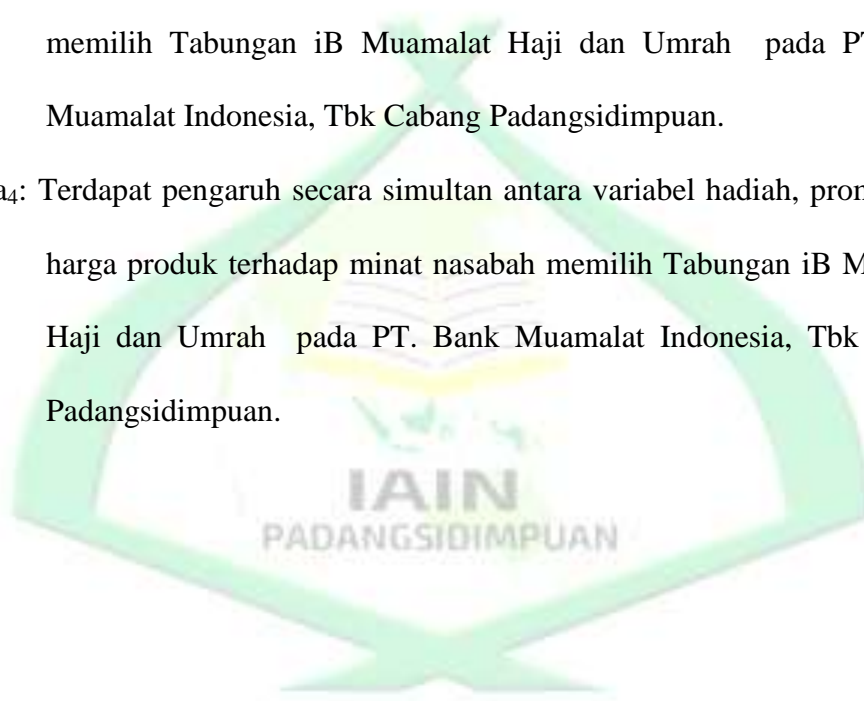 memilih Tabungan iB Muamalat Haji dan Umrah pada PT
Muamalat Indonesia, Tbk Cabang Padangsidimpuan.
a₄: Terdapat pengaruh secara simultan antara variabel hadiah,
harga produk terhadap minat nasabah memilih Tabungan iB
Haji dan Umrah pada PT. Bank Muamalat Indonesia, Tbk
Padangsidimpuan.
IAIN
PADANGSIDIMPUAN